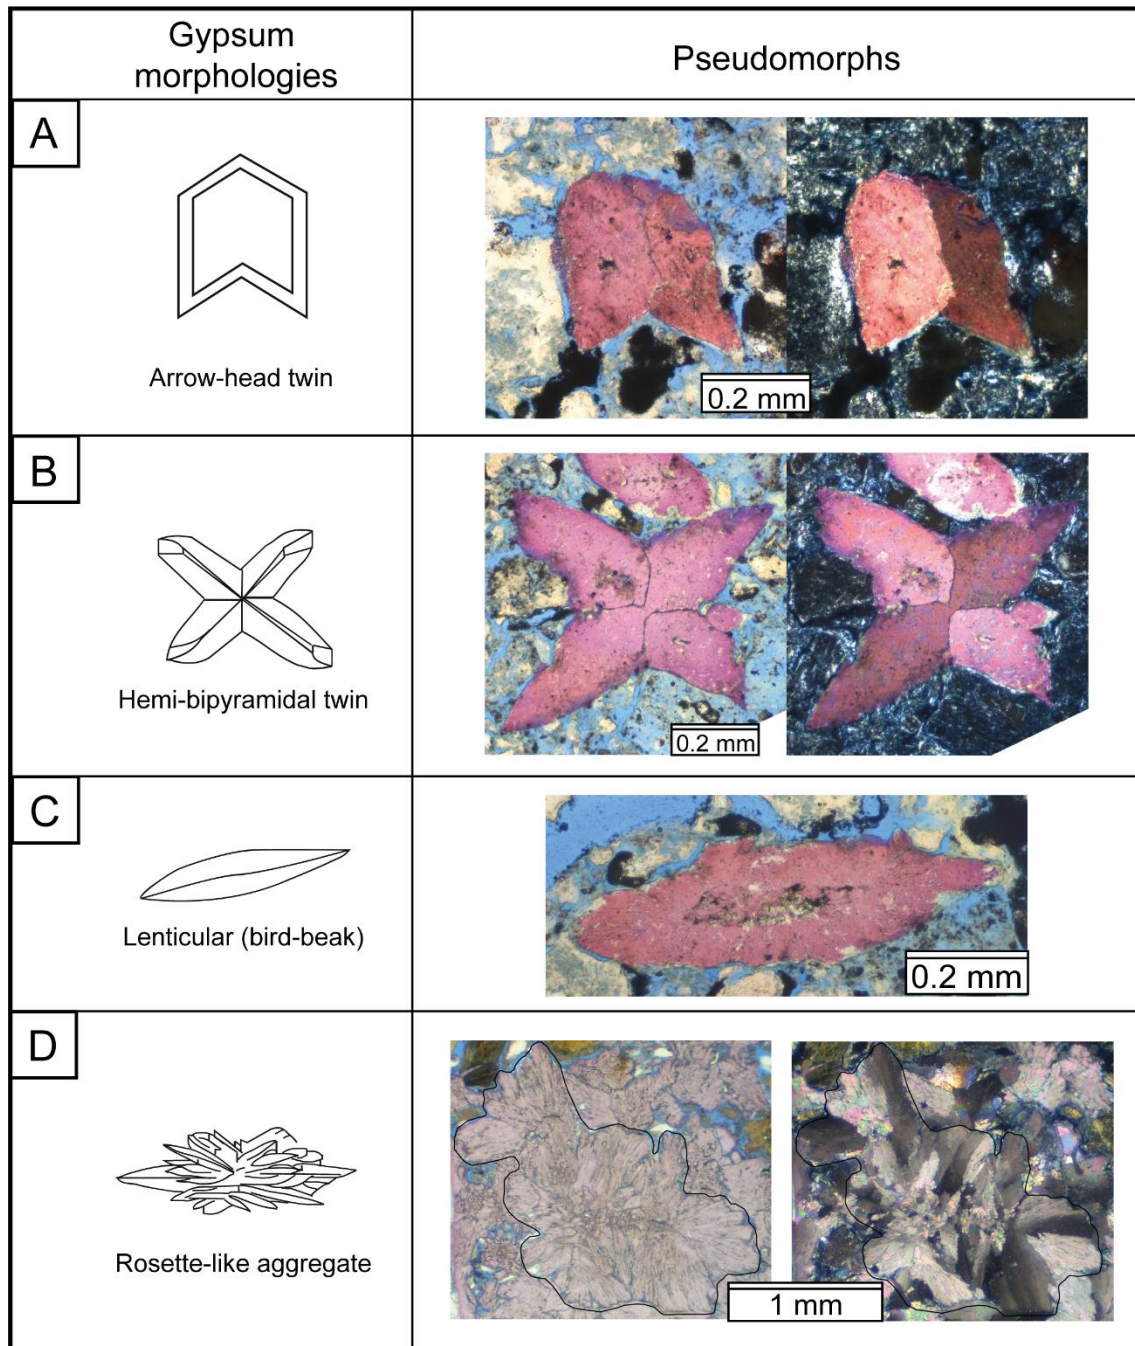 Gypsum
morphologies
Pseudomorphs
A
Arrow-head twin
0.2 mm
B
Hemi-bipyramidal twin
0.2 mm
C
Lenticular (bird-beak)
0.2 mm
D
Rosette-like aggregate
1 mm